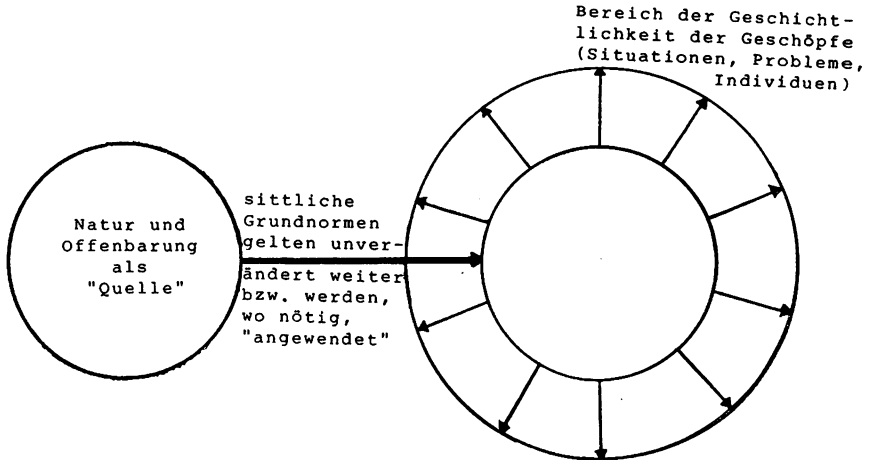 Bereich der Geschicht-
lichkeit der Geschöpfe
(Situationen, Probleme,
Individuen)
Natur und
Offenbarung
als
"Quelle"
sittliche
Grundnormen
gelten unver-
ändert weiter
bzw. werden,
wo nötig,
"angewendet"